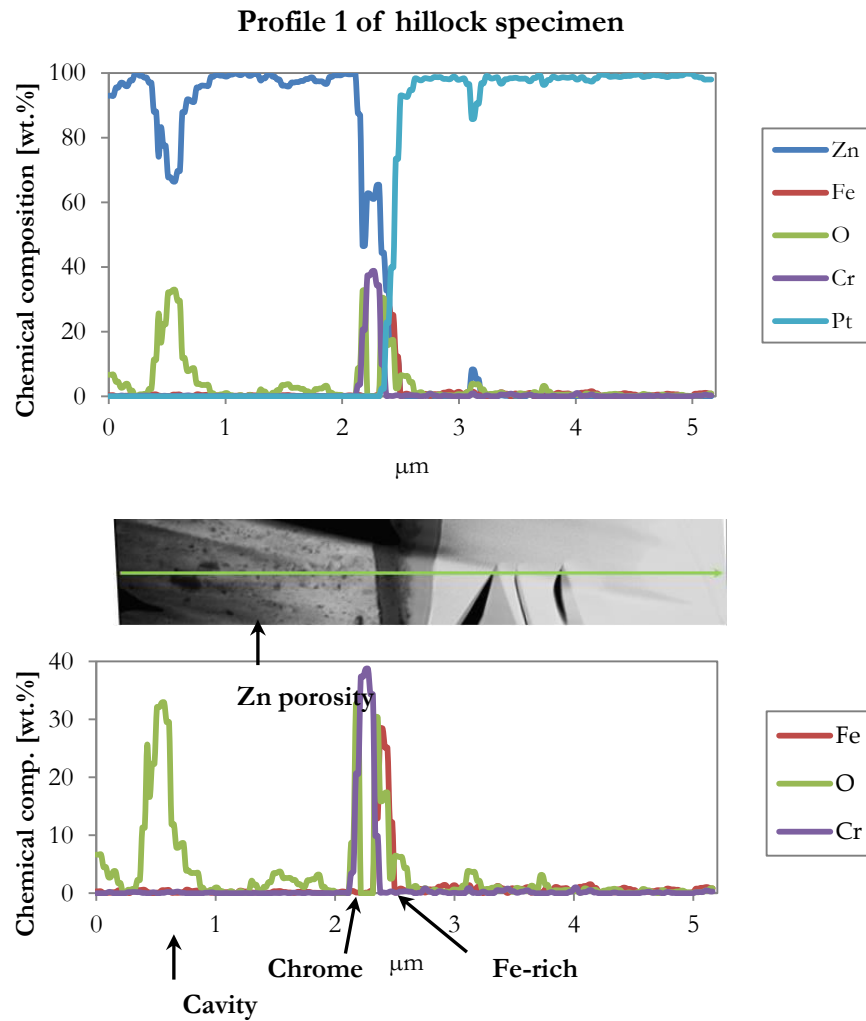 Profile 1 of hillock specimen
Chemical composition [wt.%]
100
80
60
40
20
0
0 1 2 3 4 5
μm
Zn
Fe
O
Cr
Pt
Zn porosity
Chemical comp. [wt.%]
40
30
20
10
0
0 1 2 3 4 5
μm
Fe
O
Cr
Chrome
Fe-rich
Cavity